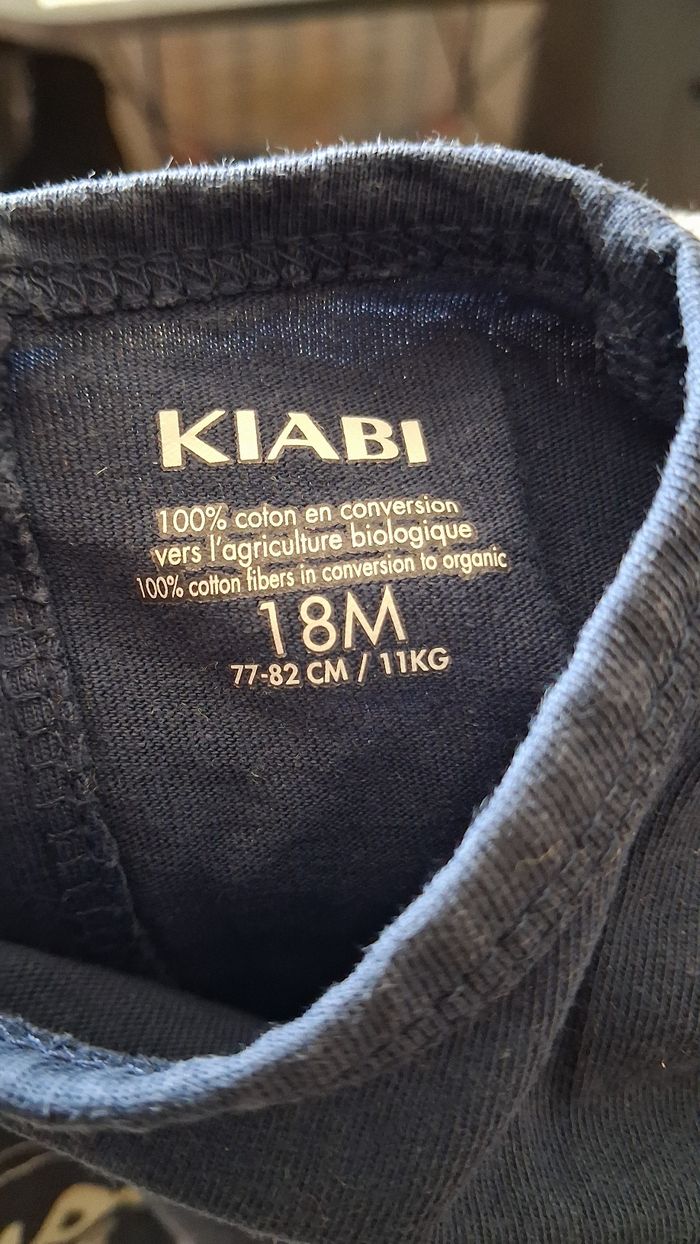 KIABI
100% coton en conversion
vers l'agriculture biologique
100% cotton fibers in conversion to organic
18M
77-82 CM / 11KG